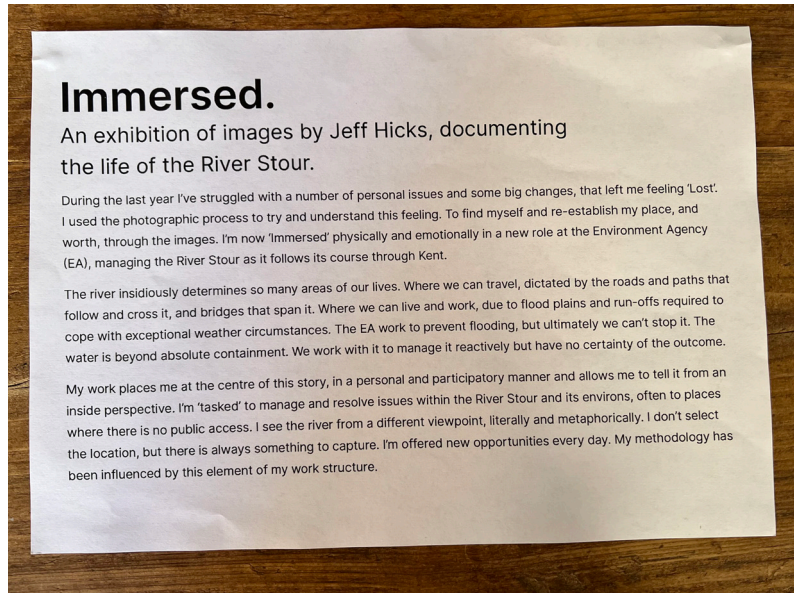 Immersed.
An exhibition of images by Jeff Hicks, documenting
the life of the River Stour.
During the last year I've struggled with a number of personal issues and some big changes, that left me feeling 'Lost'.
I used the photographic process to try and understand this feeling. To find myself and re-establish my place, and
worth, through the images. I'm now 'Immersed' physically and emotionally in a new role at the Environment Agency
(EA), managing the River Stour as it follows its course through Kent.
The river insidiously determines so many areas of our lives. Where we can travel, dictated by the roads and paths that
follow and cross it, and bridges that span it. Where we can live and work, due to flood plains and run-offs required to
cope with exceptional weather circumstances. The EA work to prevent flooding, but ultimately we can't stop it. The
water is beyond absolute containment. We work with it to manage it reactively but have no certainty of the outcome.
My work places me at the centre of this story, in a personal and participatory manner and allows me to tell it from an
inside perspective. I'm 'tasked' to manage and resolve issues within the River Stour and its environs, often to places
where there is no public access. I see the river from a different viewpoint, literally and metaphorically. I don't select
the location, but there is always something to capture. I'm offered new opportunities every day. My methodology has
been influenced by this element of my work structure.